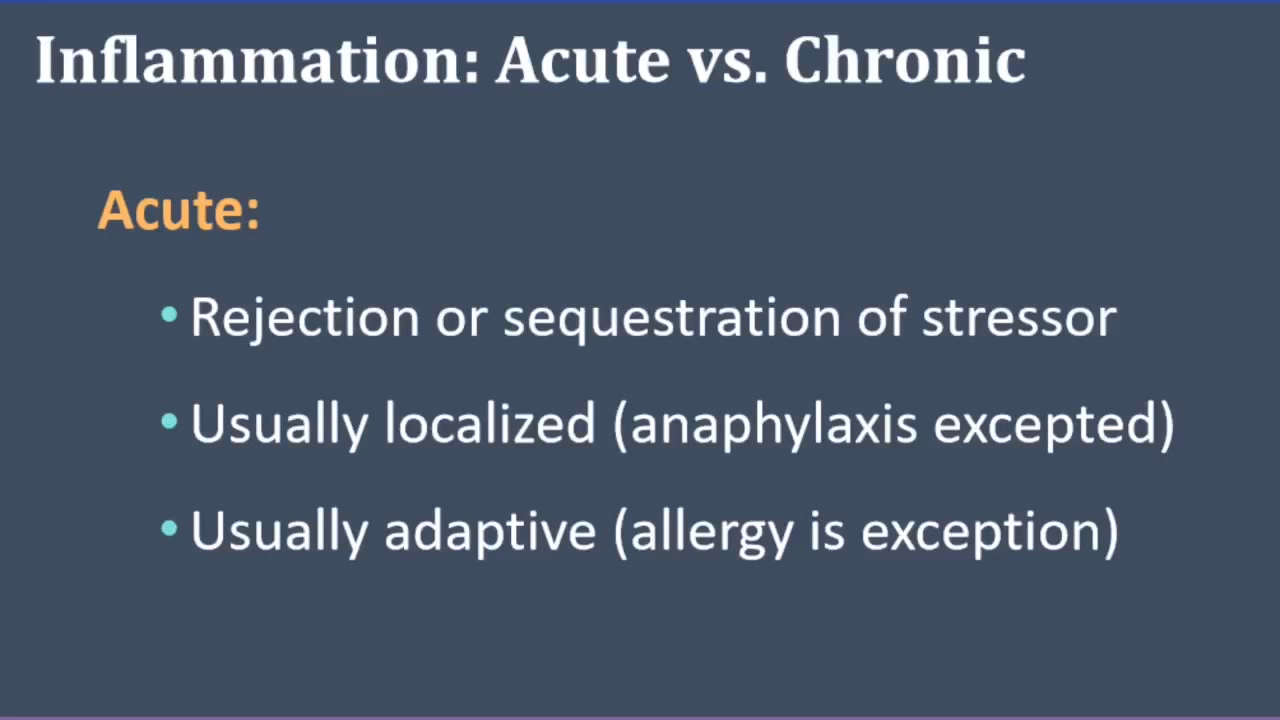 Inflammation: Acute vs. Chronic
Acute:
• Rejection or sequestration of stressor
• Usually localized (anaphylaxis excepted)
• Usually adaptive (allergy is exception)